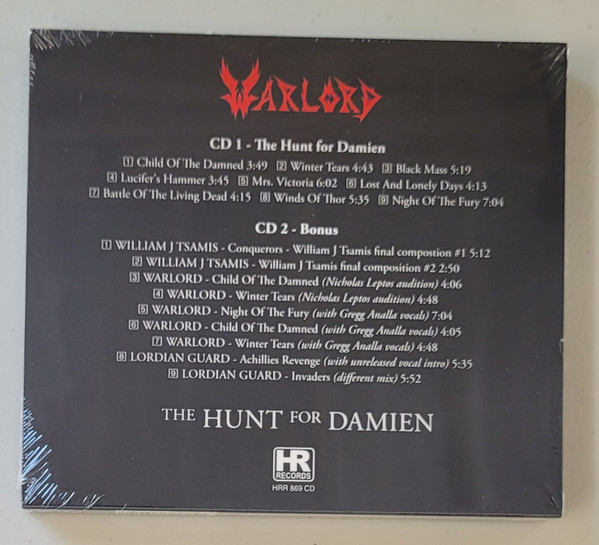 WARLORD
CD 1 - The Hunt for Damien
1 Child Of The Damned 3:49 2 Winter Tears 4:43 3 Black Mass 5:19
4 Lucifer's Hammer 3:45 5 Mrs. Victoria 6:02 6 Lost And Lonely Days 4:13
7 Battle Of The Living Dead 4:15 8 Winds Of Thor 5:35 9 Night Of The Fury 7:04
CD 2 - Bonus
1 WILLIAM J TSAMIS - Conquerors - William J Tsamis final compostion #1 5:12
2 WILLIAM J TSAMIS - William J Tsamis final composition #2 2:50
3 WARLORD - Child Of The Damned (Nicholas Leptos audition) 4:06
4 WARLORD - Winter Tears (Nicholas Leptos audition) 4:48
5 WARLORD - Night Of The Fury (with Gregg Analla vocals) 7:04
6 WARLORD - Child Of The Damned (with Gregg Analla vocals) 4:05
7 WARLORD - Winter Tears (with Gregg Analla vocals) 4:48
8 LORDIAN GUARD - Achillies Revenge (with unreleased vocal intro) 5:35
9 LORDIAN GUARD - Invaders (different mix) 5:52
THE HUNT FOR DAMIEN
HR
RECORDS
HRR 869 CD